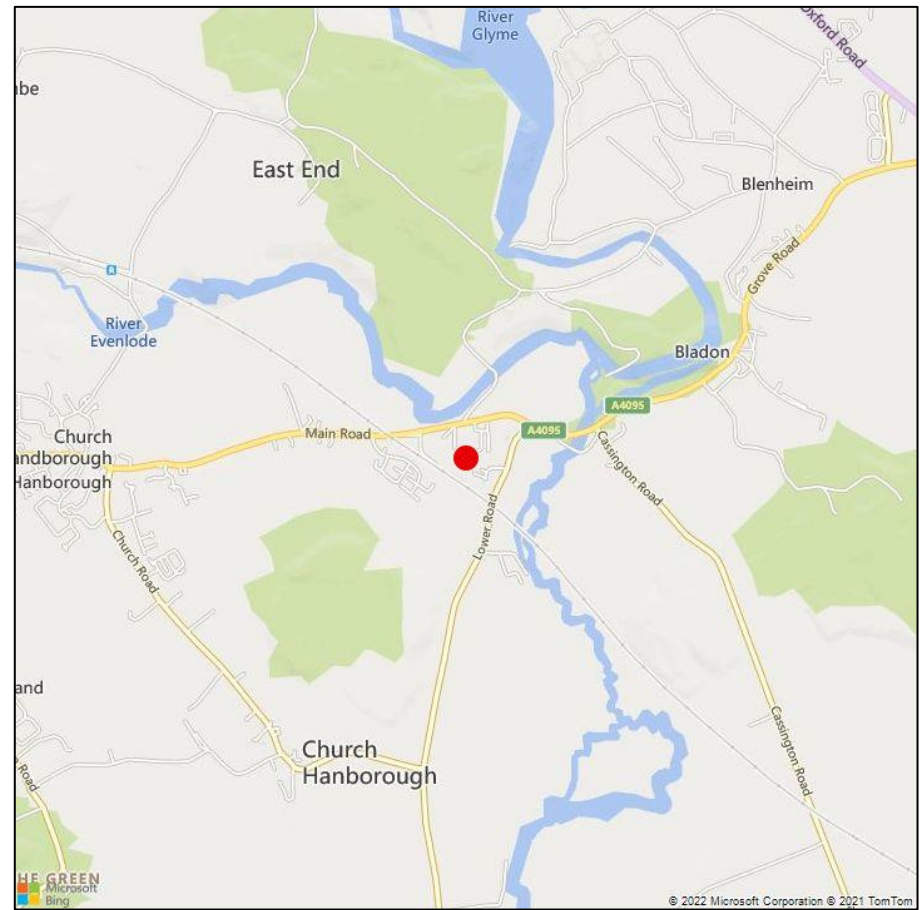 River
Glyme
Oxford Road
be
East End
Blenheim
Grove Road
River
Evenlode
Bladon
A4095
A4095
Main Road
Church
andborough
Hanborough
Cassington Road
Lower Road
Church Road
and
Church
Hanborough
Cassington Road
Road
HE GREEN
Microsoft
Bing
© 2022 Microsoft Corporation © 2021 TomTom